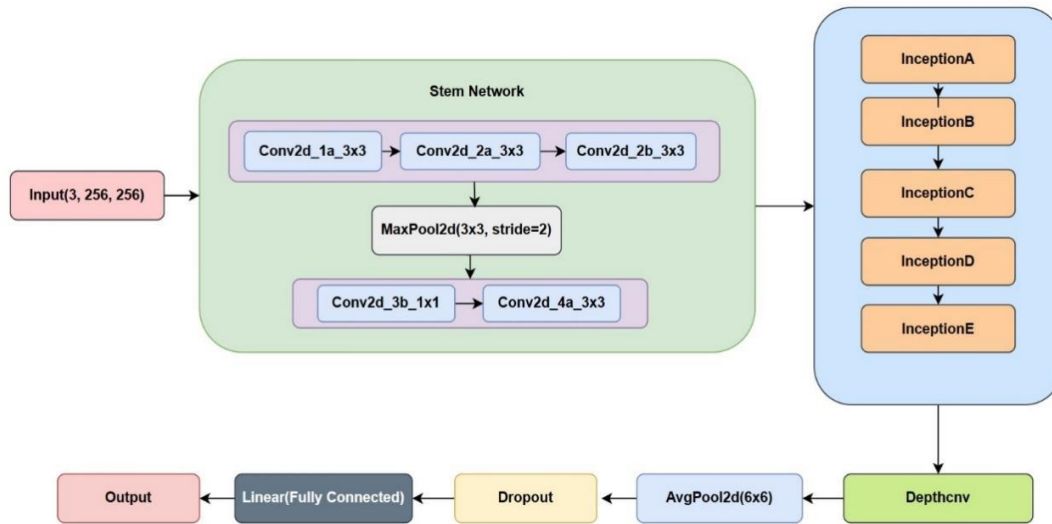 Stem Network
Conv2d_1a_3x3
Conv2d_2a_3x3
Conv2d_2b_3x3
Input(3, 256, 256)
MaxPool2d(3x3, stride=2)
Conv2d_3b_1x1
Conv2d_4a_3x3
InceptionA
InceptionB
InceptionC
InceptionD
InceptionE
Output
Linear(Fully Connected)
Dropout
AvgPool2d(6x6)
Depthcnv